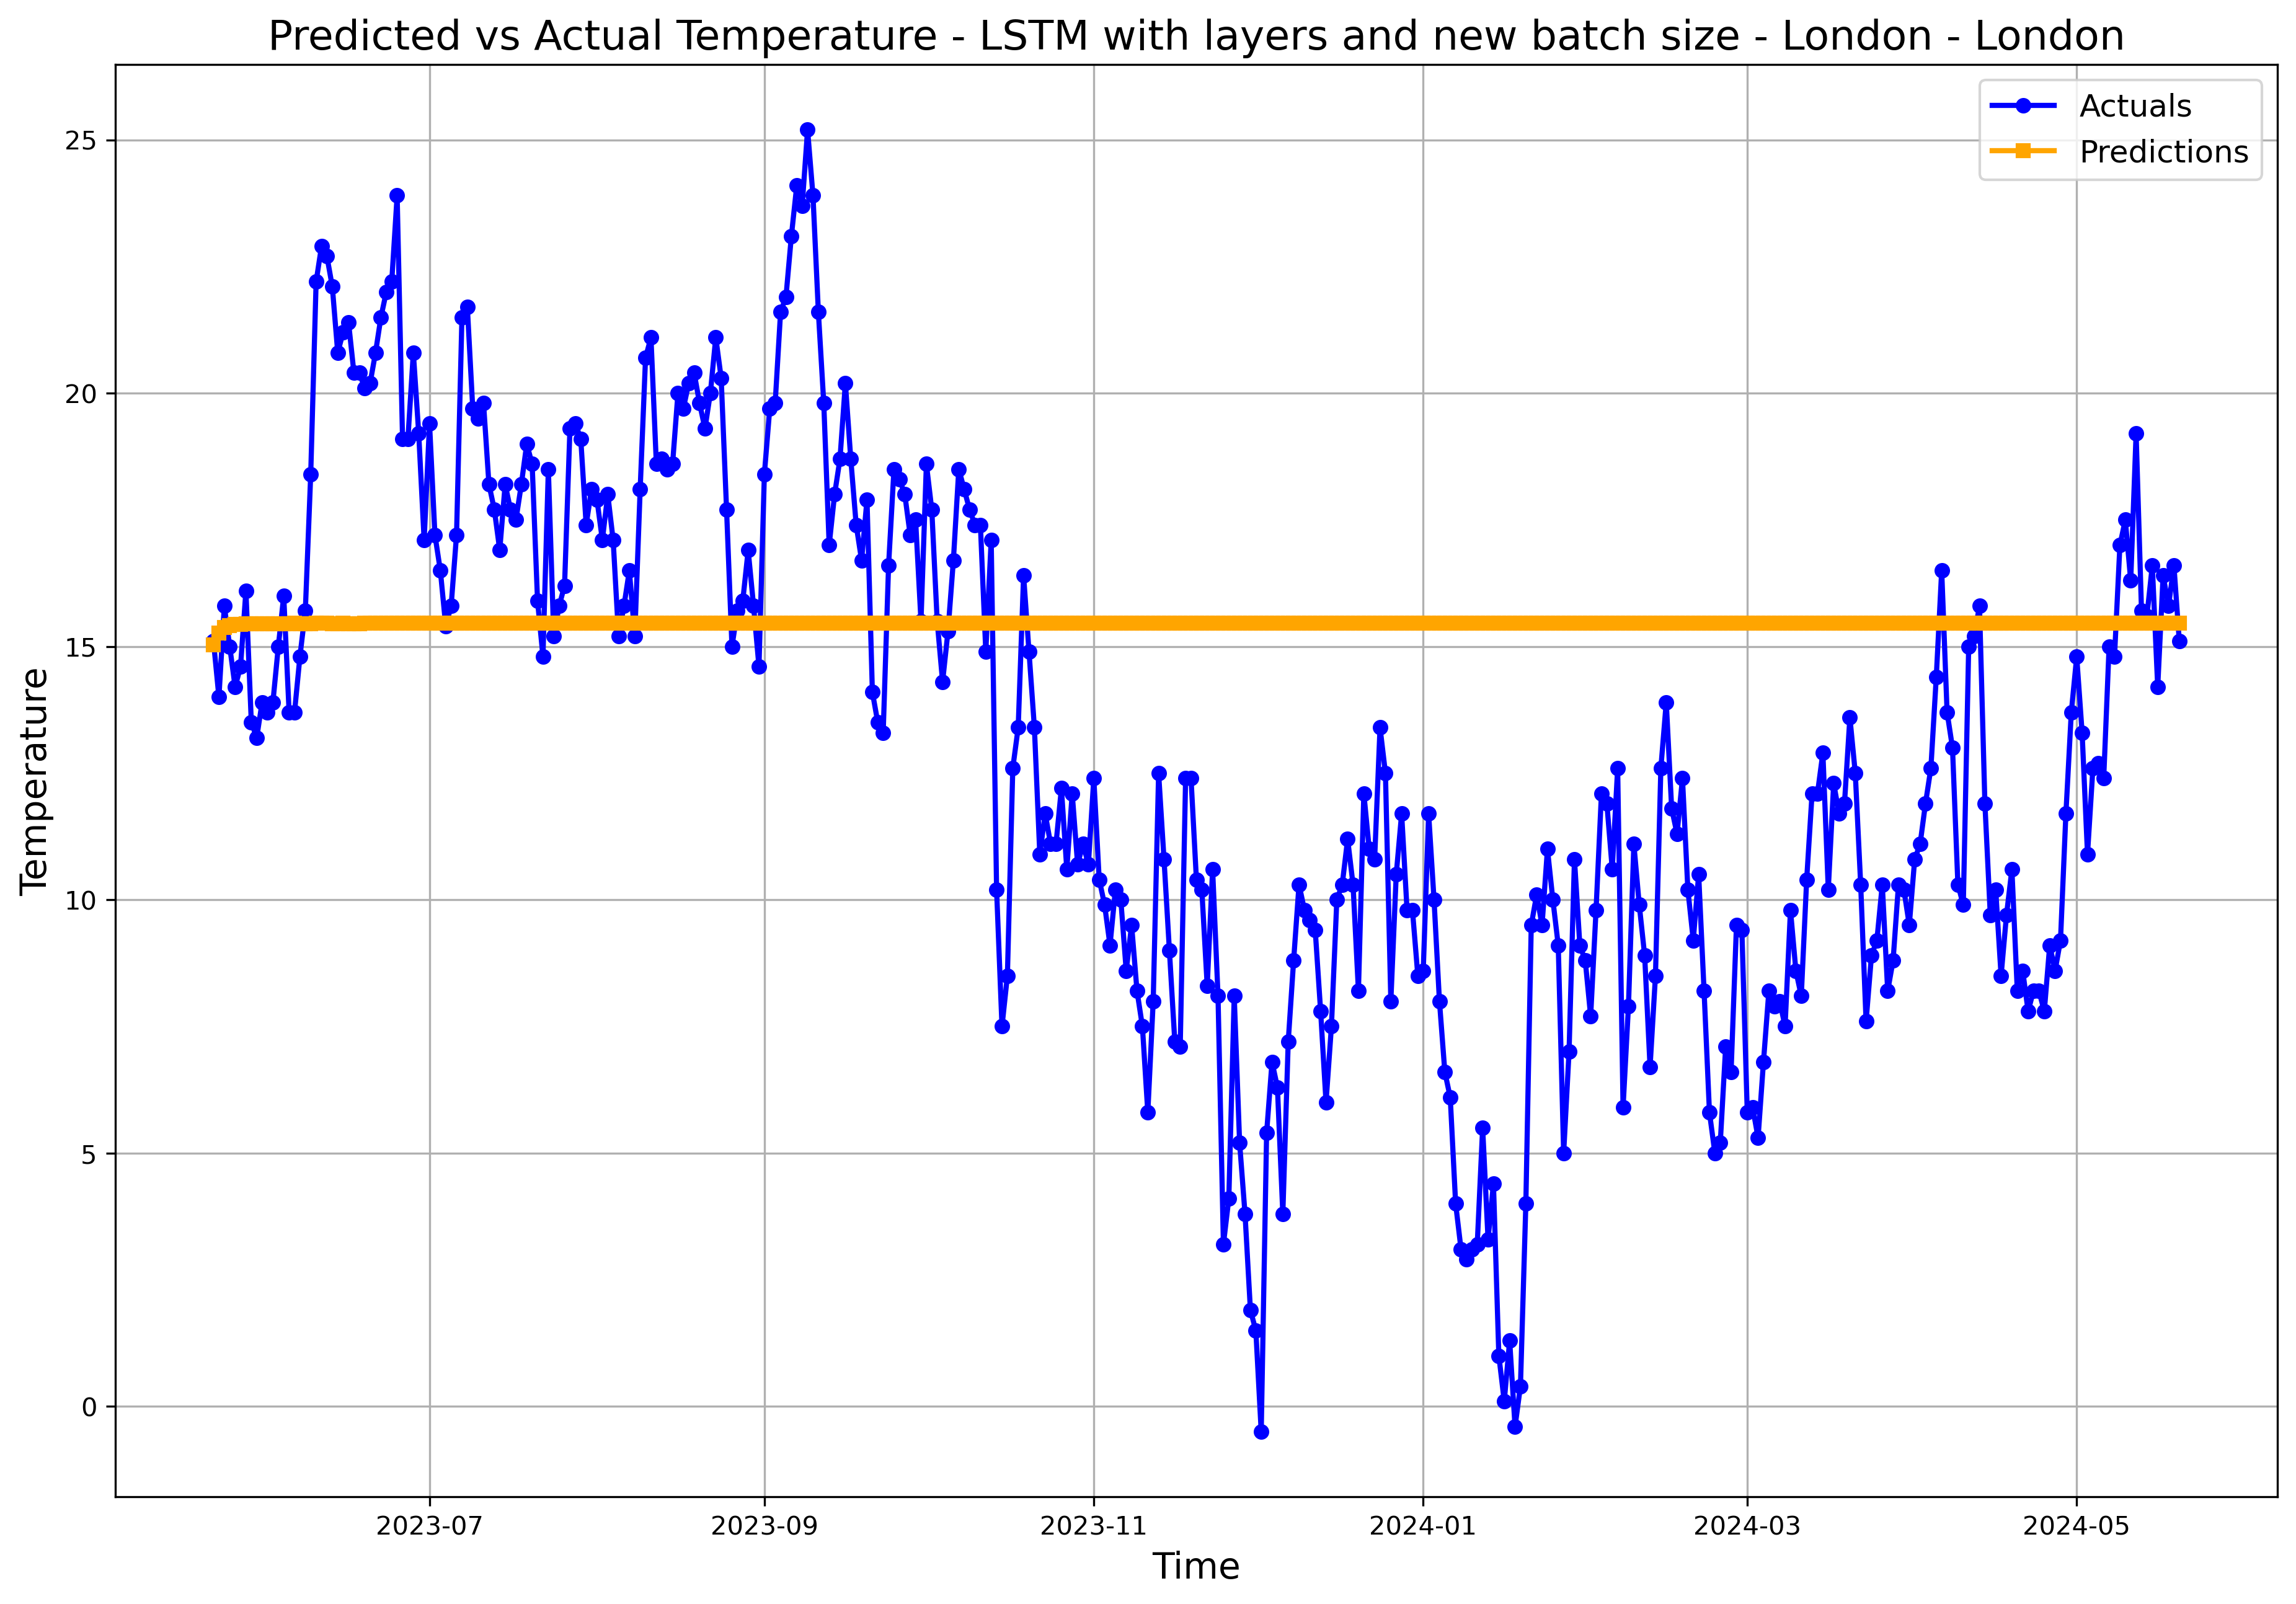 Predicted vs Actual Temperature - LSTM with layers and new batch size - London - London
Actuals
Predictions
25
20
15
10
5
0
Temperature
2023-07
2023-09
2023-11
2024-01
2024-03
2024-05
Time